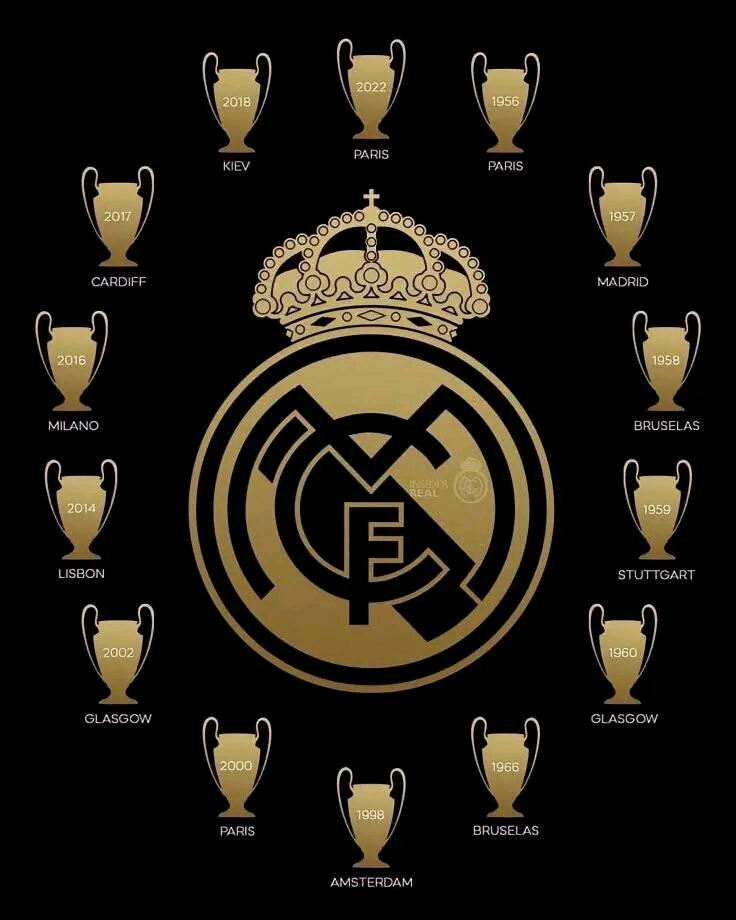 2022
PARIS
1956
PARIS
1957
MADRID
1958
BRUSELAS
1959
STUTTGART
1960
GLASGOW
1966
BRUSELAS
1998
AMSTERDAM
2000
PARIS
2002
GLASGOW
2014
LISBON
2016
MILANO
2017
CARDIFF
2018
KIEV
REAL